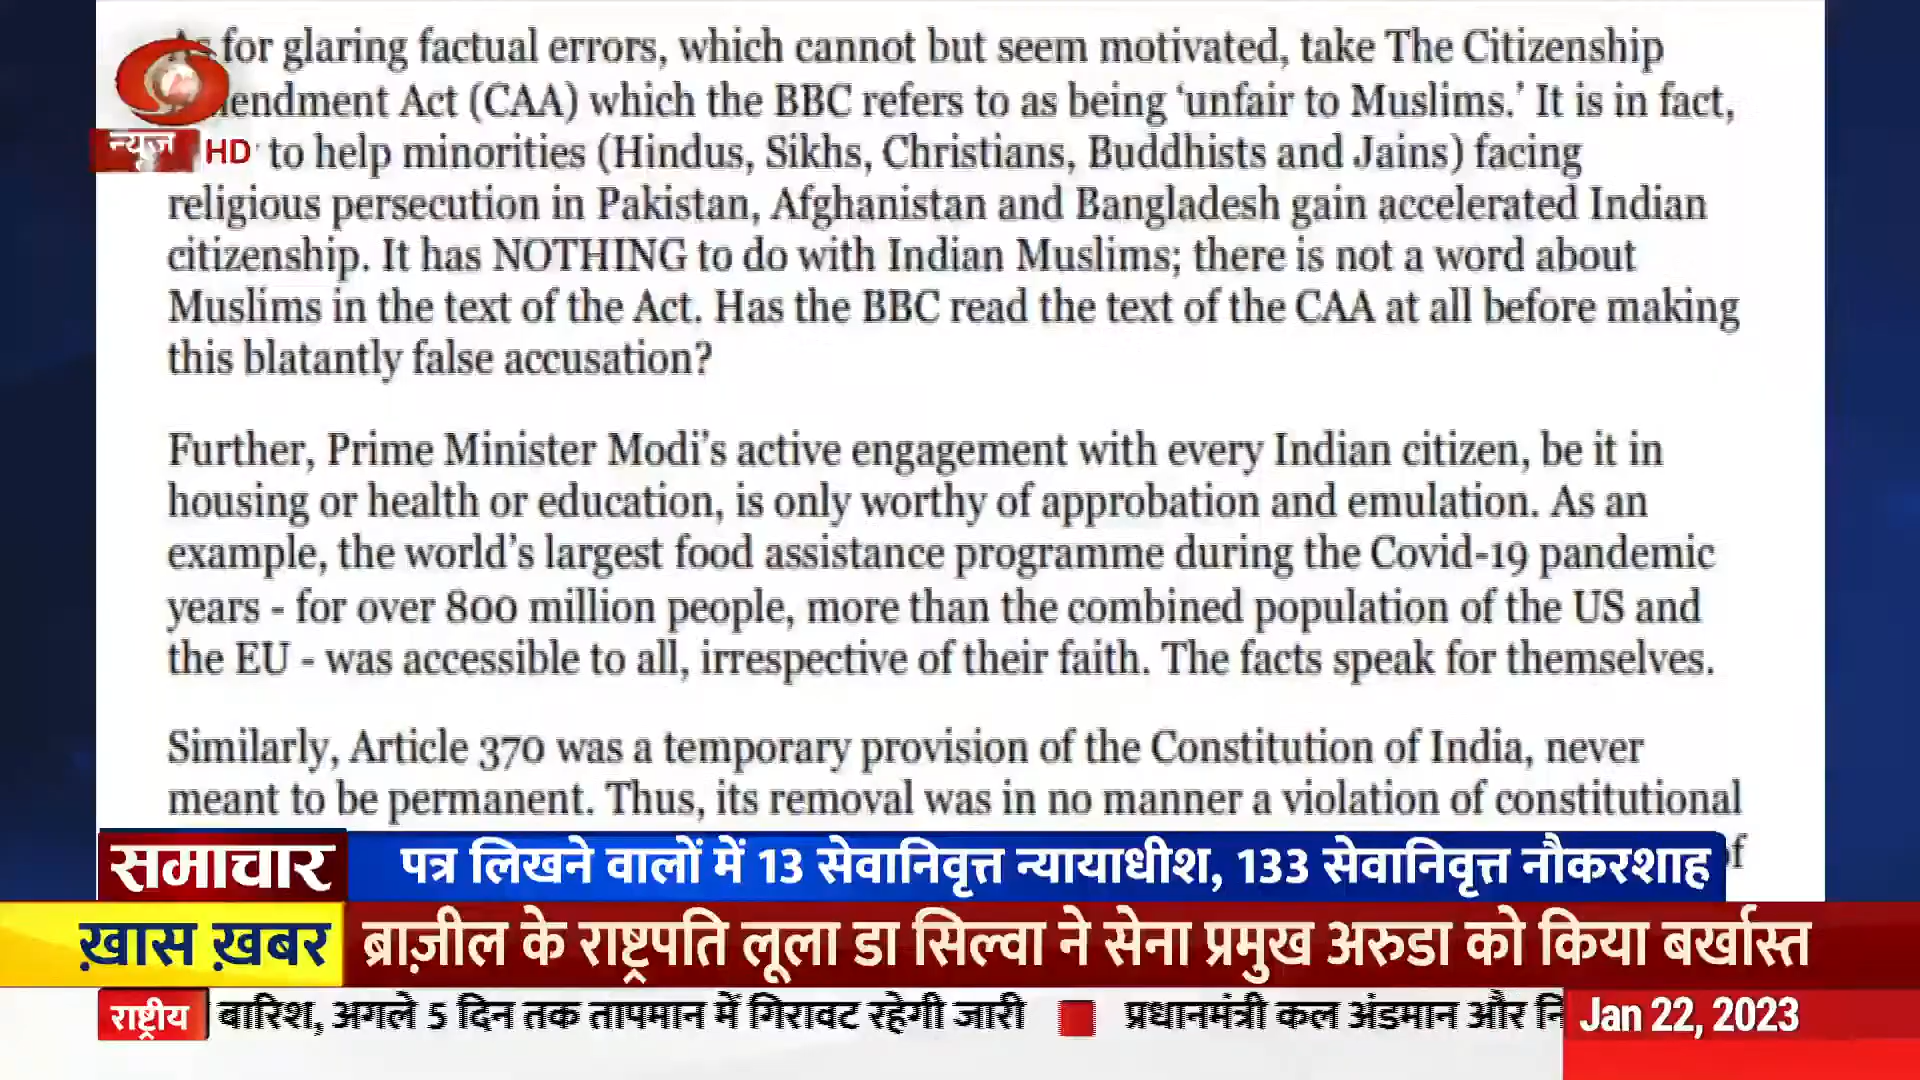 As for glaring factual errors, which cannot but seem motivated, take The Citizenship
endment Act (CAA) which the BBC refers to as being ‘unfair to Muslims.’ It is in fact,
न्यूज़ HD to help minorities (Hindus, Sikhs, Christians, Buddhists and Jains) facing
religious persecution in Pakistan, Afghanistan and Bangladesh gain accelerated Indian
citizenship. It has NOTHING to do with Indian Muslims; there is not a word about
Muslims in the text of the Act. Has the BBC read the text of the CAA at all before making
this blatantly false accusation?
Further, Prime Minister Modi’s active engagement with every Indian citizen, be it in
housing or health or education, is only worthy of approbation and emulation. As an
example, the world’s largest food assistance programme during the Covid-19 pandemic
years - for over 800 million people, more than the combined population of the US and
the EU - was accessible to all, irrespective of their faith. The facts speak for themselves.
Similarly, Article 370 was a temporary provision of the Constitution of India, never
meant to be permanent. Thus, its removal was in no manner a violation of constitutional
समाचार पत्र लिखने वालों में 13 सेवानिवृत्त न्यायाधीश, 133 सेवानिवृत्त नौकरशाह of
ख़ास ख़बर ब्राज़ील के राष्ट्रपति लूला डा सिल्वा ने सेना प्रमुख अरुडा को किया बर्खास्त
राष्ट्रीय बारिश, अगले 5 दिन तक तापमान में गिरावट रहेगी जारी प्रधानमंत्री कल अंडमान और Jan 22, 2023